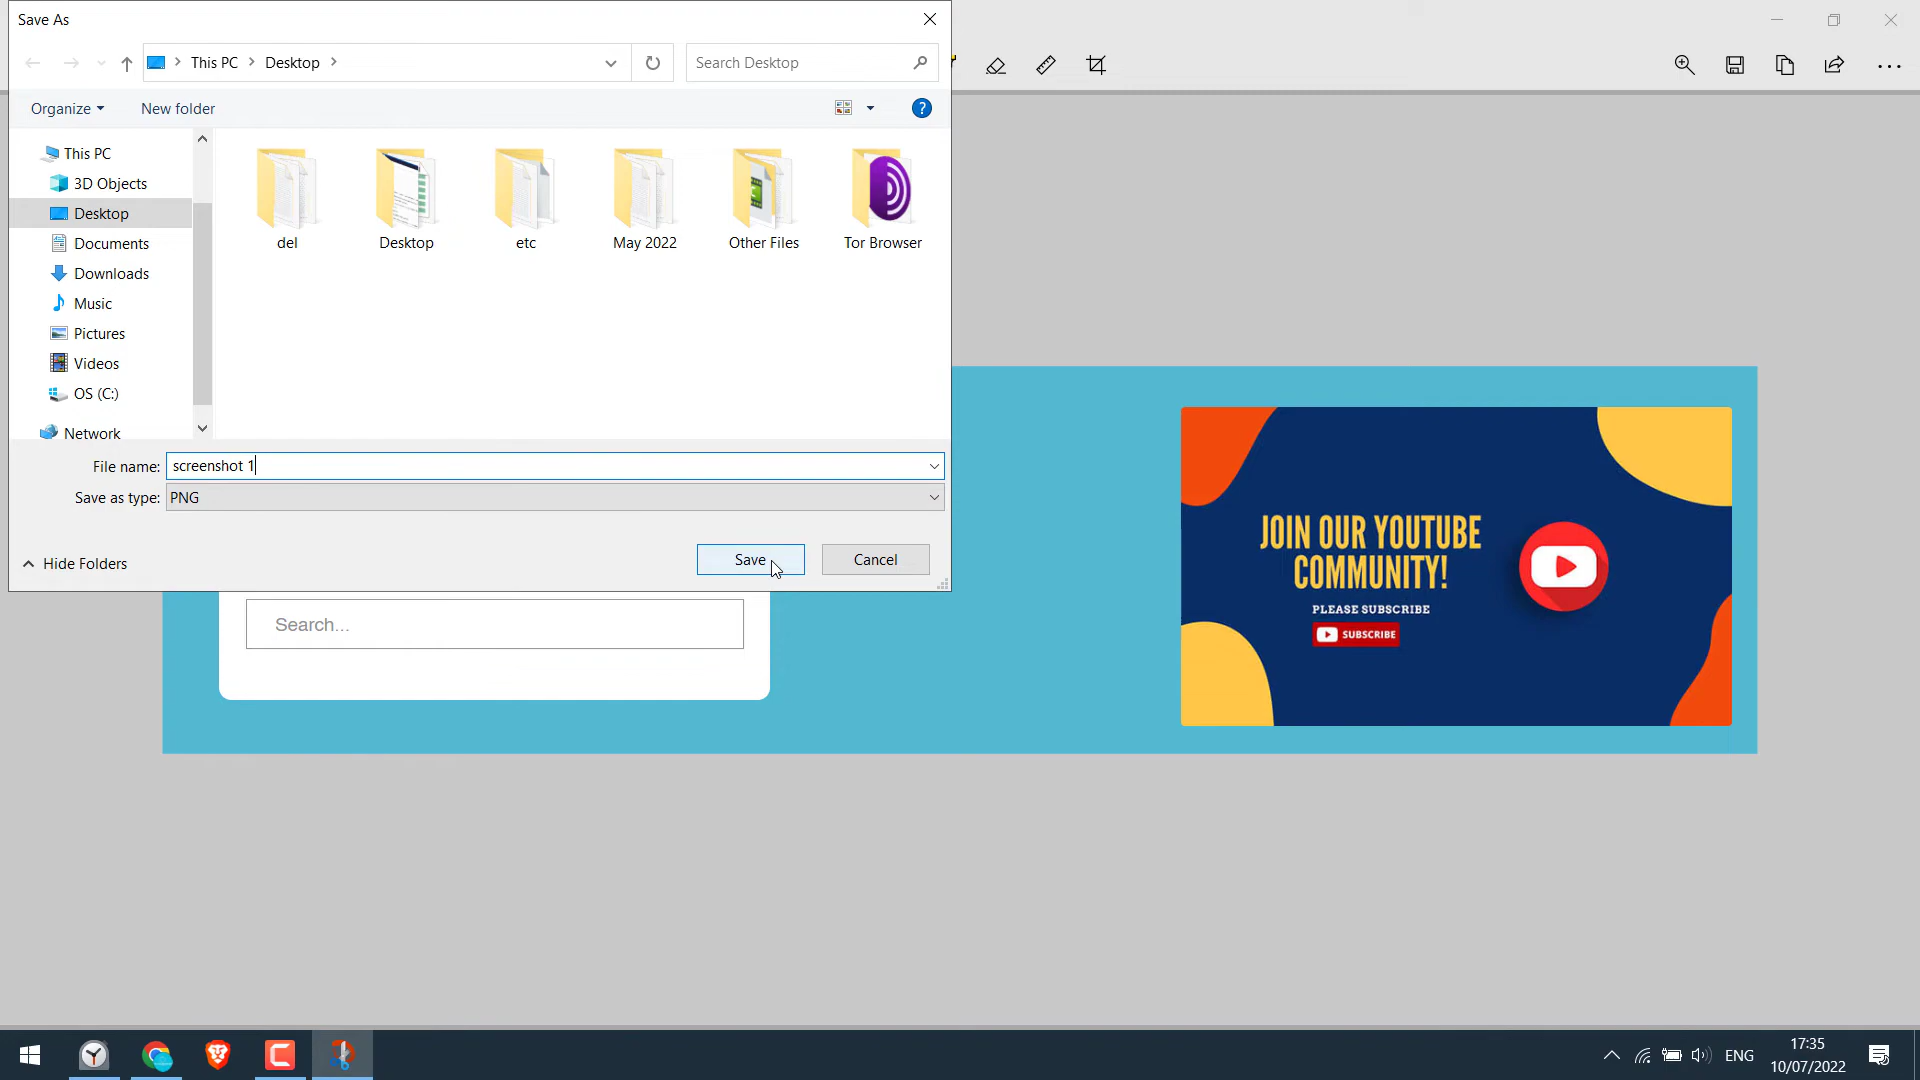 Save As
This PC
Desktop
Search Desktop
Organize
New folder
?
This PC
3D Objects
Desktop
Documents
Downloads
Music
Pictures
Videos
OS (C:)
Network
del
Desktop
etc
May 2022
Other Files
Tor Browser
File name:
screenshot 1
Save as type:
PNG
Hide Folders
Save
Cancel
Search...
JOIN OUR YOUTUBE
COMMUNITY!
PLEASE SUBSCRIBE
SUBSCRIBE
ENG
17:35
10/07/2022